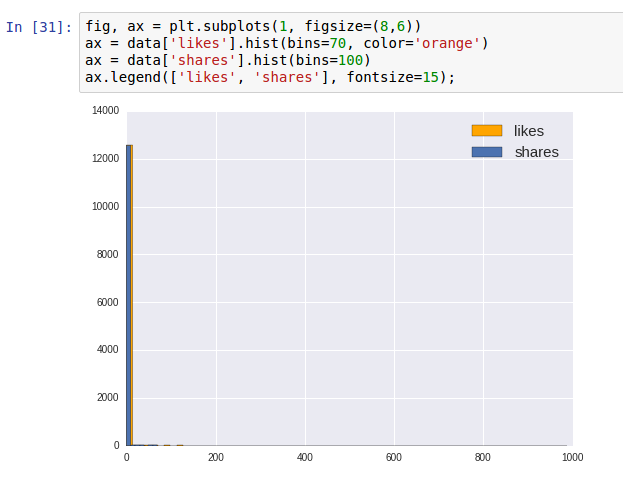 In [31]: fig, ax = plt.subplots(1, figsize=(8,6))
ax = data['likes'].hist(bins=70, color='orange')
ax = data['shares'].hist(bins=100)
ax.legend(['likes', 'shares'], fontsize=15);
14000
likes
shares
12000
10000
8000
6000
4000
2000
0
0 200 400 600 800 1000